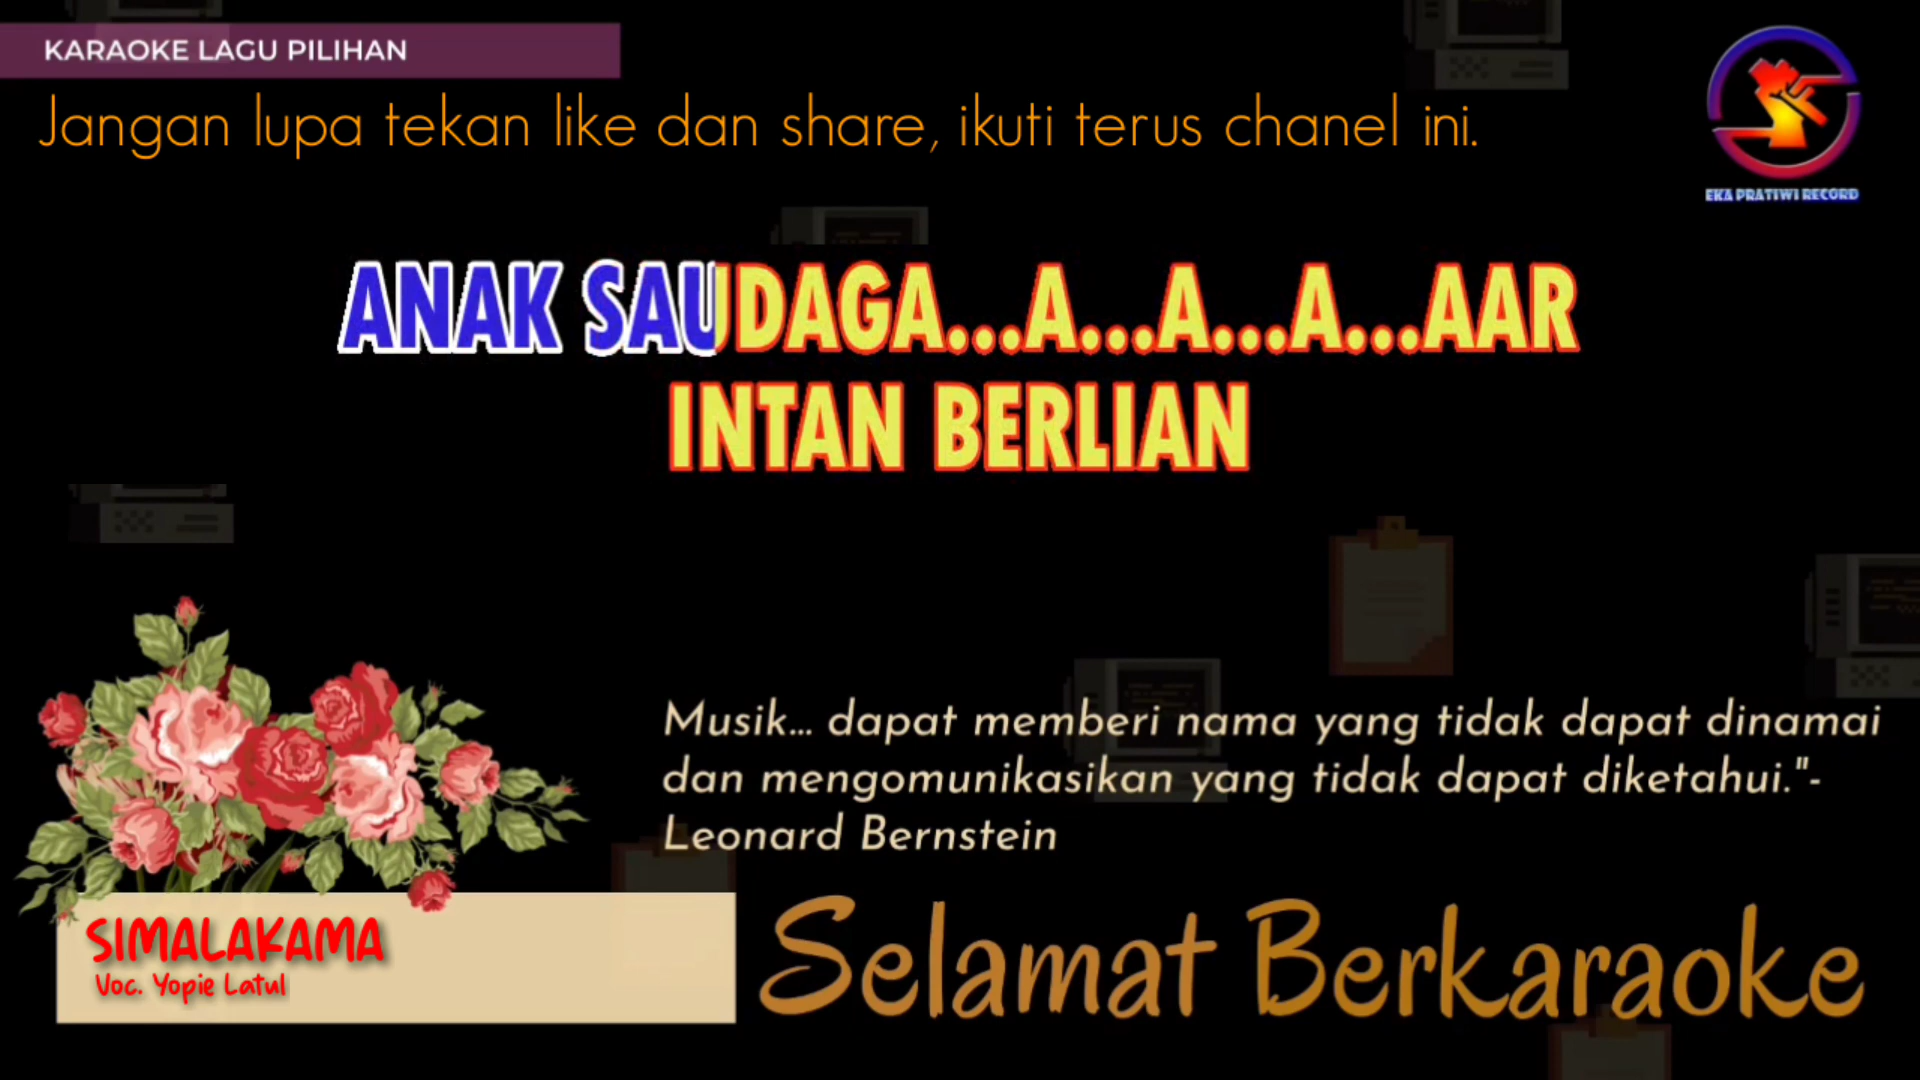 KARAOKE LAGU PILIHAN
Jangan lupa tekan like dan share, ikuti terus chanel ini.
EKA PRATIWI RECORD
ANAK SAUDAGA...A...A...A...AAR
INTAN BERLIAN
Musik... dapat memberi nama yang tidak dapat dinamai
dan mengomunikasikan yang tidak dapat diketahui."-
Leonard Bernstein
SIMALAKAMA
Voc. Yopie Latul
Selamat Berkaraoke